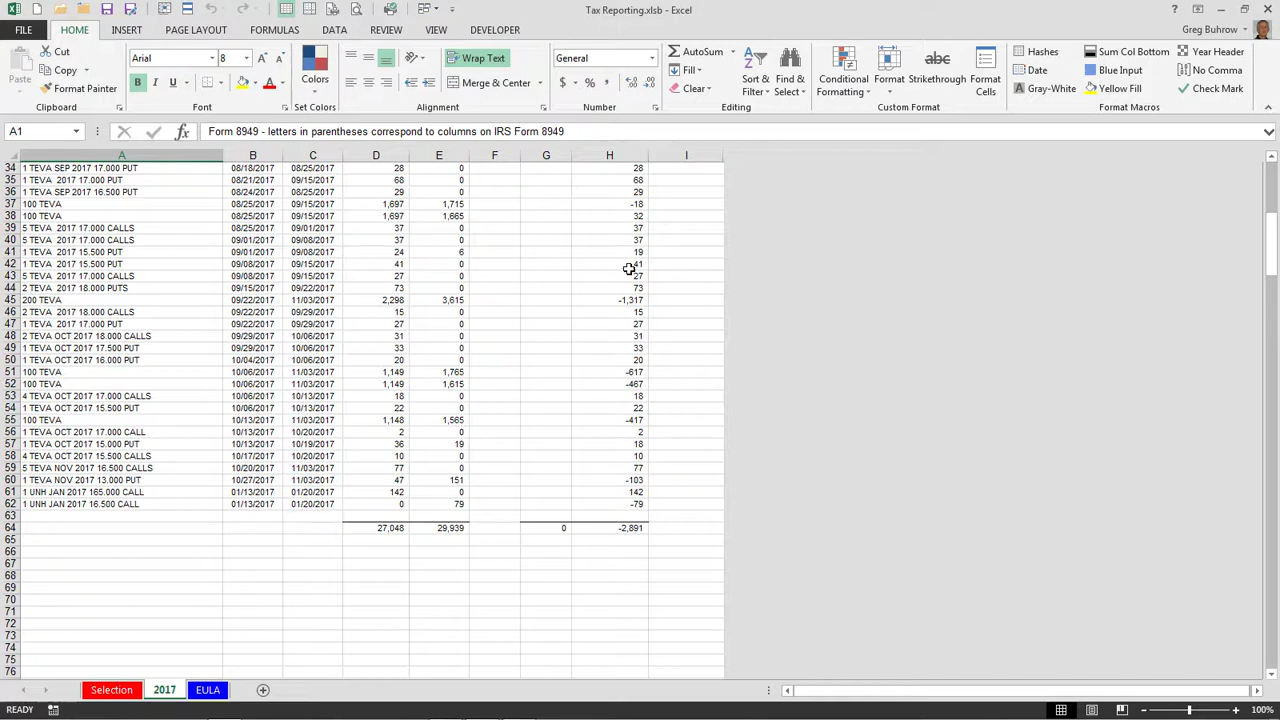 Tax Reporting.xlsb - Excel
FILE HOME INSERT PAGE LAYOUT FORMULAS DATA REVIEW VIEW DEVELOPER Greg Buhrow
Paste Cut Copy Format Painter Clipboard
Arial 8 B I U A Font
Colors Set Colors
Wrap Text Merge & Center Alignment
General $ % , Number
AutoSum Fill Clear Sort & Filter Find & Select Editing
Conditional Formatting Format Strikethrough Format Cells Custom Format
Hashes Date Gray-White Sum Col Bottom Blue Input Yellow Fill Year Header No Comma Check Mark Format Macros
A1 fx Form 8949 - letters in parentheses correspond to columns on IRS Form 8949
A B C D E F G H I
34 1 TEVA SEP 2017 17.000 PUT 08/18/2017 08/25/2017 28 0 28
35 1 TEVA 2017 17.000 PUT 08/21/2017 09/15/2017 68 0 68
36 1 TEVA SEP 2017 16.500 PUT 08/24/2017 08/25/2017 29 0 29
37 100 TEVA 08/25/2017 09/15/2017 1,697 1,715 -18
38 100 TEVA 08/25/2017 09/15/2017 1,697 1,665 32
39 5 TEVA 2017 17.000 CALLS 08/25/2017 09/01/2017 37 0 37
40 5 TEVA 2017 17.000 CALLS 09/01/2017 09/08/2017 37 0 37
41 1 TEVA 2017 15.500 PUT 09/01/2017 09/08/2017 24 6 19
42 1 TEVA 2017 15.500 PUT 09/08/2017 09/15/2017 41 0 41
43 5 TEVA 2017 17.000 CALLS 09/08/2017 09/15/2017 27 0 27
44 2 TEVA 2017 18.000 PUTS 09/15/2017 09/22/2017 73 0 73
45 200 TEVA 09/22/2017 11/03/2017 2,298 3,615 -1,317
46 2 TEVA 2017 18.000 CALLS 09/22/2017 09/29/2017 15 0 15
47 1 TEVA 2017 17.000 PUT 09/22/2017 09/29/2017 27 0 27
48 2 TEVA OCT 2017 18.000 CALLS 09/29/2017 10/06/2017 31 0 31
49 1 TEVA OCT 2017 17.500 PUT 09/29/2017 10/06/2017 33 0 33
50 1 TEVA OCT 2017 16.000 PUT 10/04/2017 10/06/2017 20 0 20
51 100 TEVA 10/06/2017 11/03/2017 1,149 1,765 -617
52 100 TEVA 10/06/2017 11/03/2017 1,149 1,615 -467
53 4 TEVA OCT 2017 17.000 CALLS 10/06/2017 10/13/2017 18 0 18
54 1 TEVA OCT 2017 15.500 PUT 10/06/2017 10/13/2017 22 0 22
55 100 TEVA 10/13/2017 11/03/2017 1,148 1,565 -417
56 1 TEVA OCT 2017 17.000 CALL 10/13/2017 10/20/2017 2 0 2
57 1 TEVA OCT 2017 15.000 PUT 10/13/2017 10/19/2017 36 19 18
58 4 TEVA OCT 2017 15.500 CALLS 10/17/2017 10/20/2017 10 0 10
59 5 TEVA NOV 2017 16.500 CALLS 10/20/2017 11/03/2017 77 0 77
60 1 TEVA NOV 2017 13.000 PUT 10/27/2017 11/03/2017 47 151 -103
61 1 UNH JAN 2017 165.000 CALL 01/13/2017 01/20/2017 142 0 142
62 1 UNH JAN 2017 16.500 CALL 01/13/2017 01/20/2017 0 79 -79
63
64 27,048 29,939 0 -2,891
65
66
67
68
69
70
71
72
73
74
75
76
Selection 2017 EULA
READY 100%